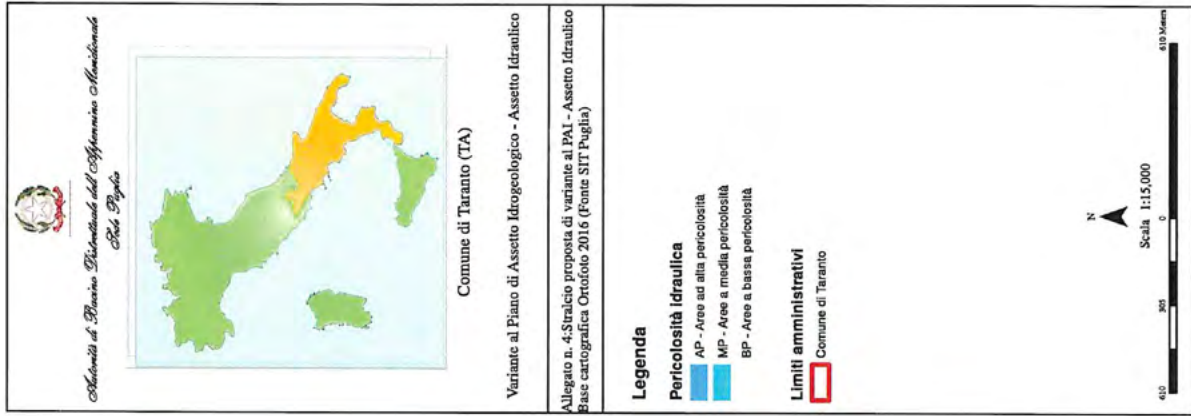 Autorità di Bacino Distrettuale dell'Appennino Meridionale
Sede Puglia
Comune di Taranto (TA)
Variante al Piano di Assetto Idrogeologico - Assetto Idraulico
Allegato n. 4:Stralcio proposta di variante al PAI - Assetto Idraulico
Base cartografica Ortofoto 2016 (Fonte SIT Puglia)
Legenda
Pericolosità idraulica
AP - Aree ad alta pericolosità
MP - Aree a media pericolosità
BP - Aree a bassa pericolosità
Limiti amministrativi
Comune di Taranto
N
Scala 1:15,000
610 305 0 610 Meters